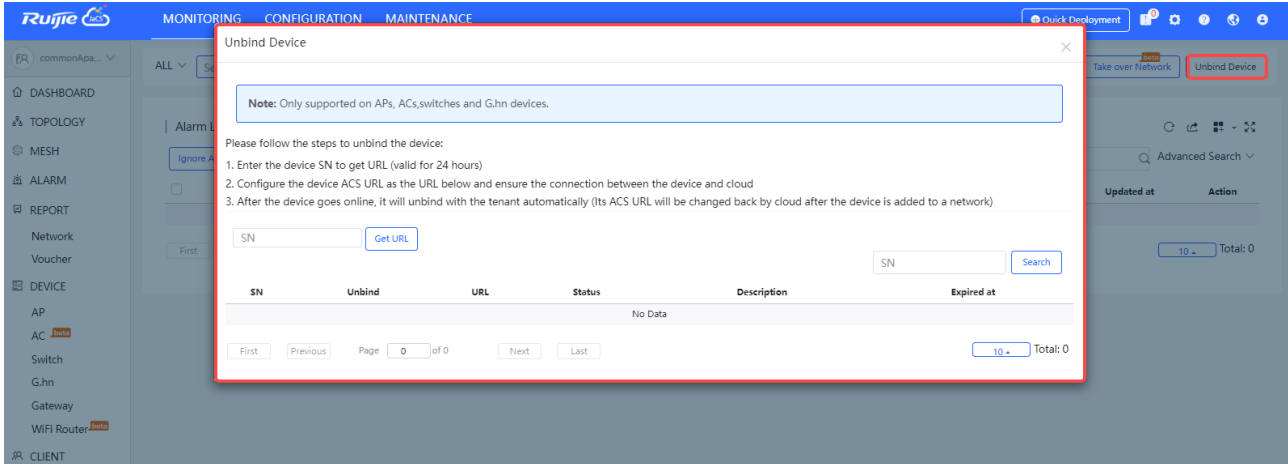 Ruijie JaCS MONITORING CONFIGURATION MAINTENANCE Quick Deployment 0
commonApa...
ALL Se Take over Network beta Unbind Device
DASHBOARD
TOPOLOGY
MESH
ALARM
REPORT
Network
Voucher
DEVICE
AP
AC beta
Switch
G.hn
Gateway
WiFi Router beta
CLIENT
Alarm L
Ignore A
Advanced Search
Updated at Action
First
10 Total: 0
Unbind Device
Note: Only supported on APs, ACs,switches and G.hn devices.
Please follow the steps to unbind the device:
1. Enter the device SN to get URL (valid for 24 hours)
2. Configure the device ACS URL as the URL below and ensure the connection between the device and cloud
3. After the device goes online, it will unbind with the tenant automatically (Its ACS URL will be changed back by cloud after the device is added to a network)
SN Get URL
SN Search
SN Unbind URL Status Description Expired at
No Data
First Previous Page 0 of 0 Next Last 10 Total: 0